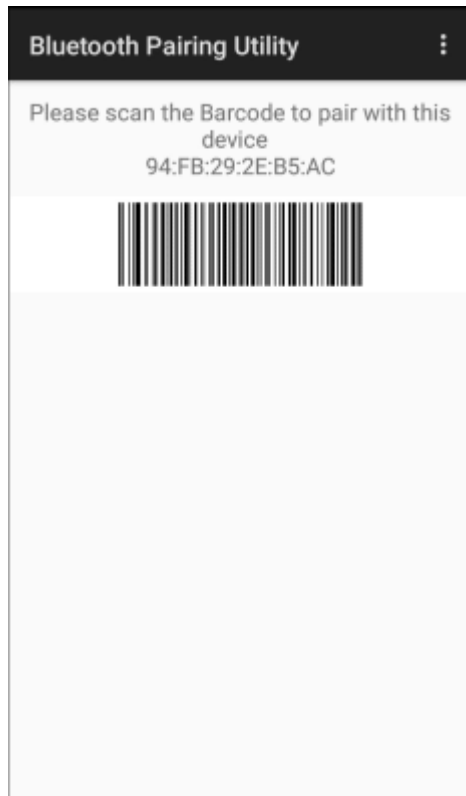 Bluetooth Pairing Utility
Please scan the Barcode to pair with this
device
94:FB:29:2E:B5:AC